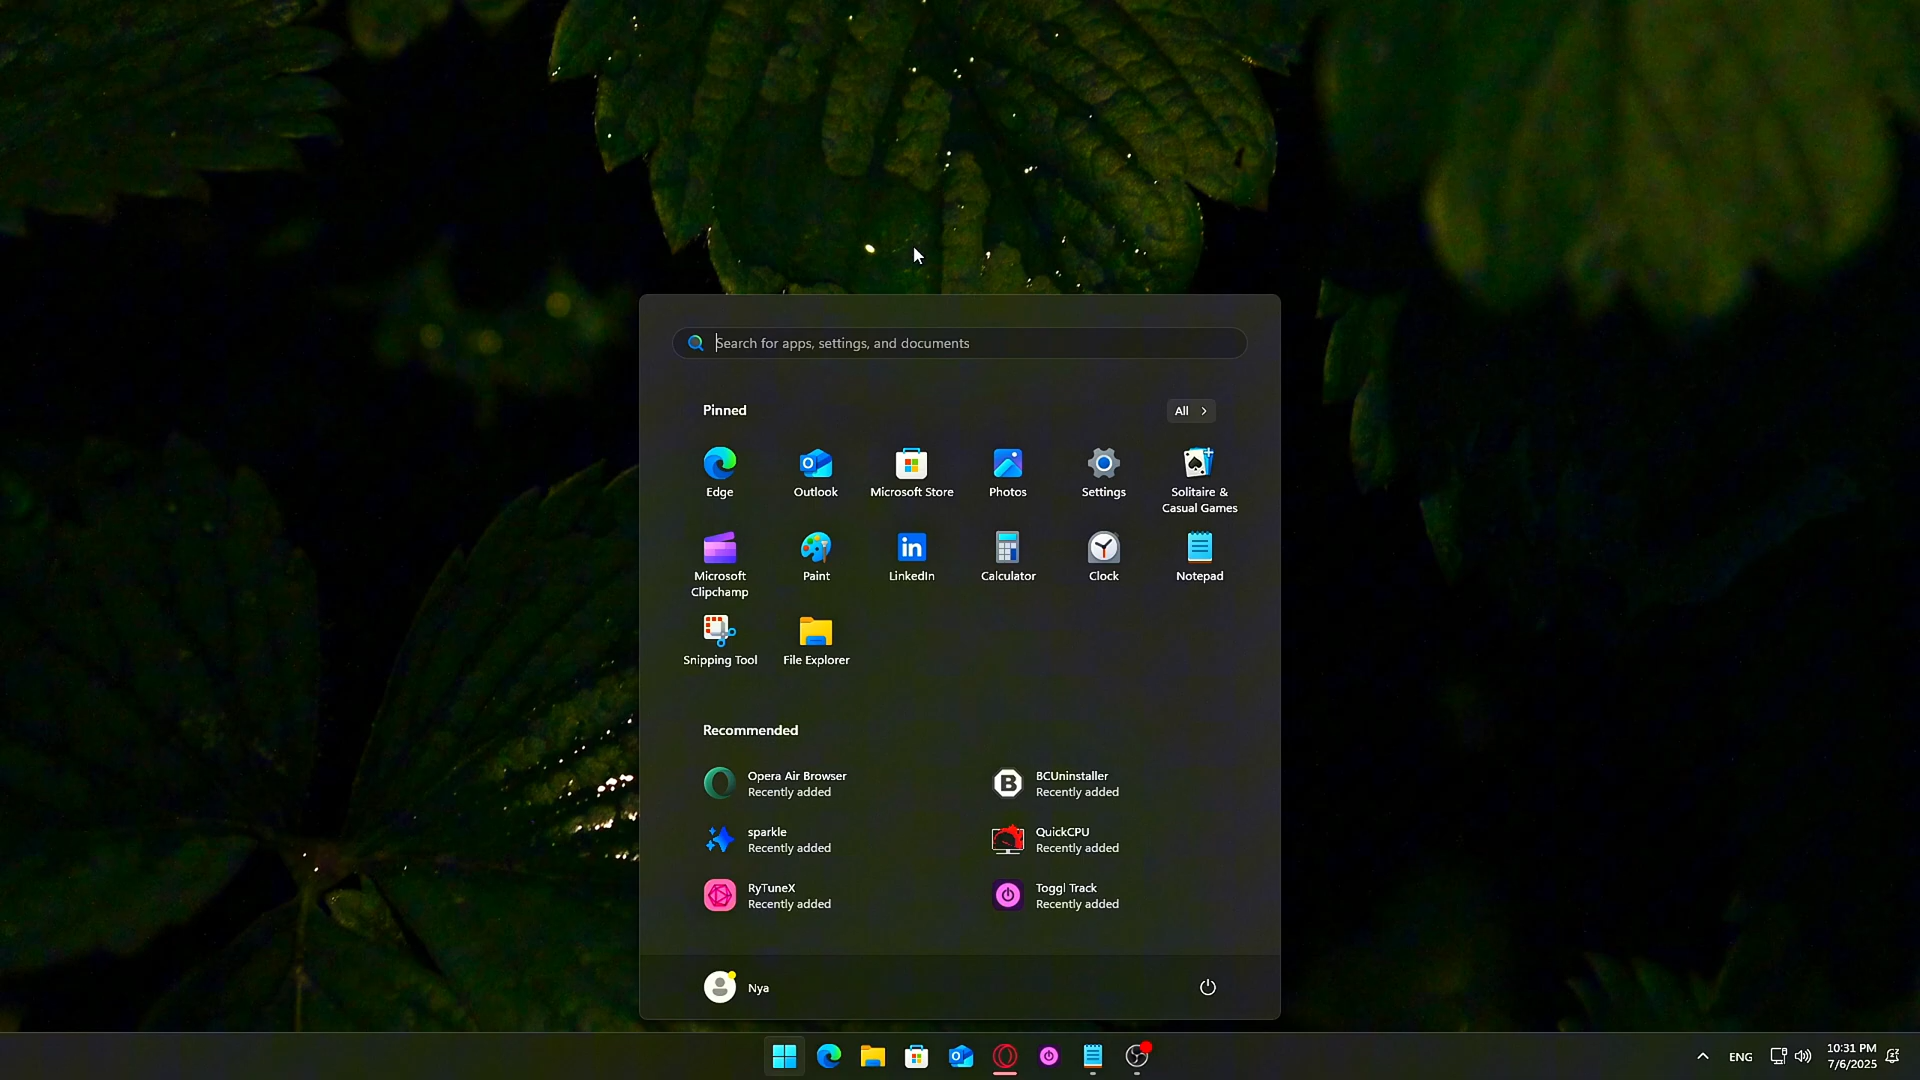 Search for apps, settings, and documents
Pinned
All
Edge
Outlook
Microsoft Store
Photos
Settings
Solitaire &
Casual Games
Microsoft
Clipchamp
Paint
LinkedIn
Calculator
Clock
Notepad
Snipping Tool
File Explorer
Recommended
Opera Air Browser
Recently added
BCUninstaller
Recently added
sparkle
Recently added
QuickCPU
Recently added
RyTuneX
Recently added
Toggl Track
Recently added
Nya
ENG
10:31 PM
7/6/2025